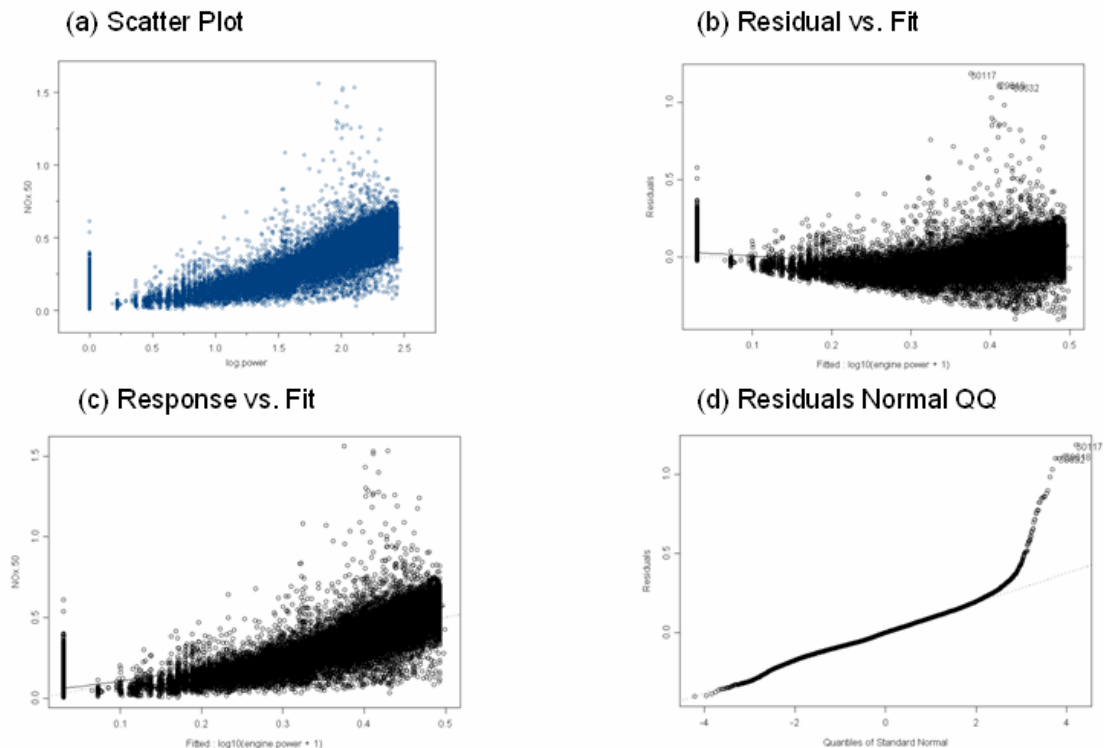 (a) Scatter Plot
1.5
1.0
0.5
0.0
NOx.50
0.0 0.5 1.0 1.5 2.0 2.5
log.power
(b) Residual vs. Fit
1.0
0.5
0.0
Residuals
60117
0.1 0.2 0.3 0.4 0.5
Fitted : log10(engine.power + 1)
(c) Response vs. Fit
1.5
1.0
0.5
0.0
NOx.50
0.1 0.2 0.3 0.4 0.5
Fitted : log10(engine.power + 1)
(d) Residuals Normal QQ
1.0
0.5
0.0
Residuals
60117
-4 -2 0 2 4
Quantiles of Standard Normal